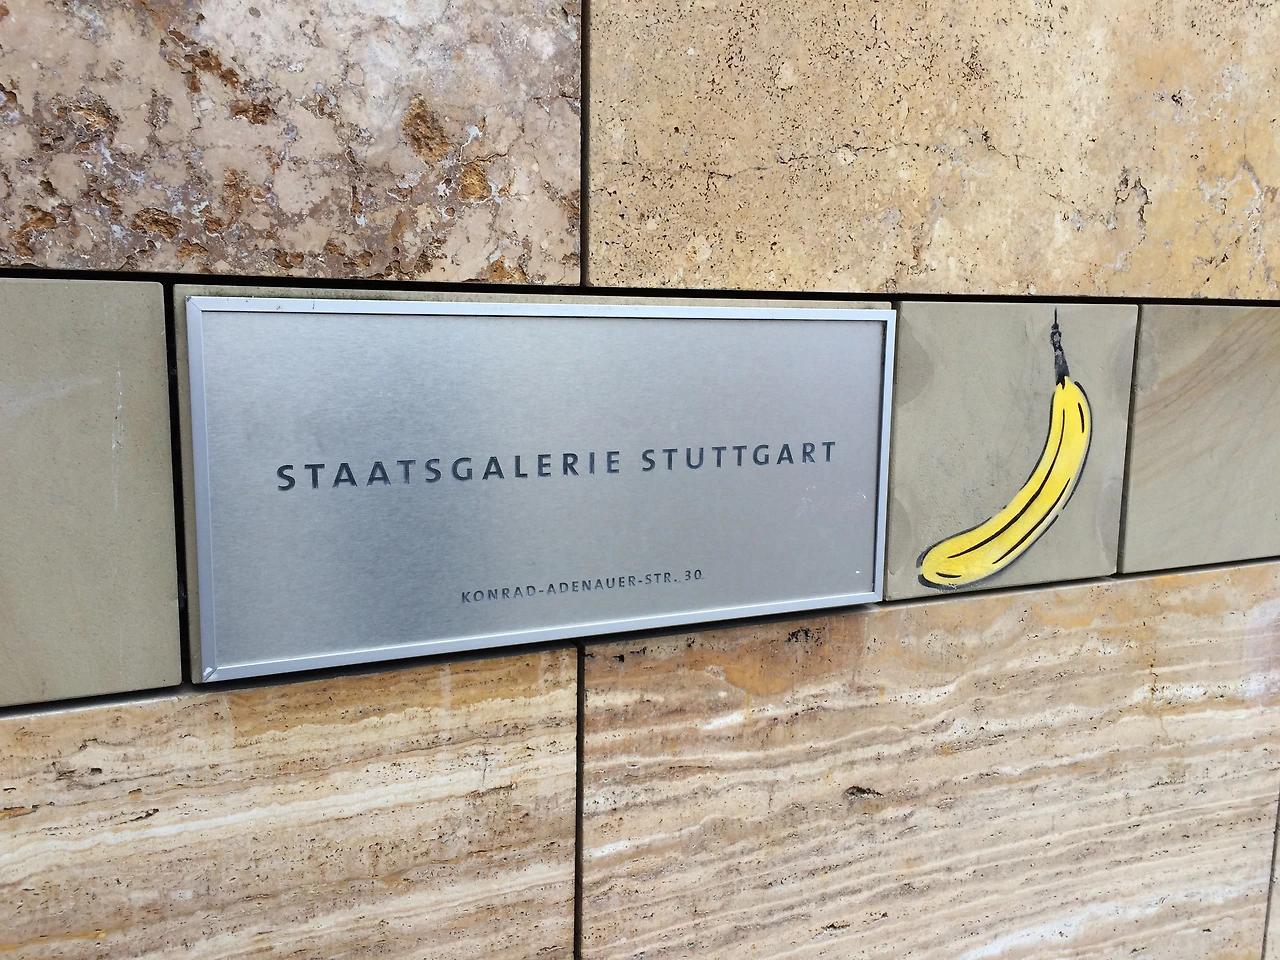 STAATSGALERIE STUTTGART
KONRAD-ADENAUER-STR. 30